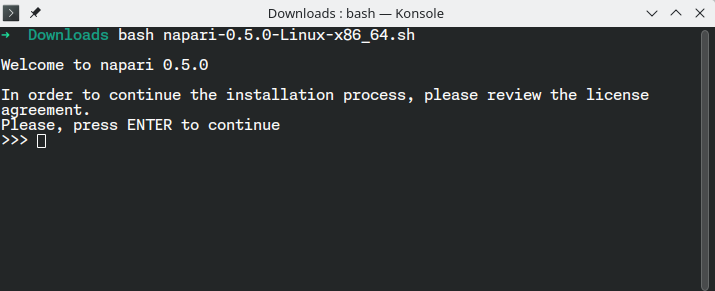 Downloads : bash — Konsole
➜ Downloads bash napari-0.5.0-Linux-x86_64.sh
Welcome to napari 0.5.0
In order to continue the installation process, please review the license
agreement.
Please, press ENTER to continue
>>>